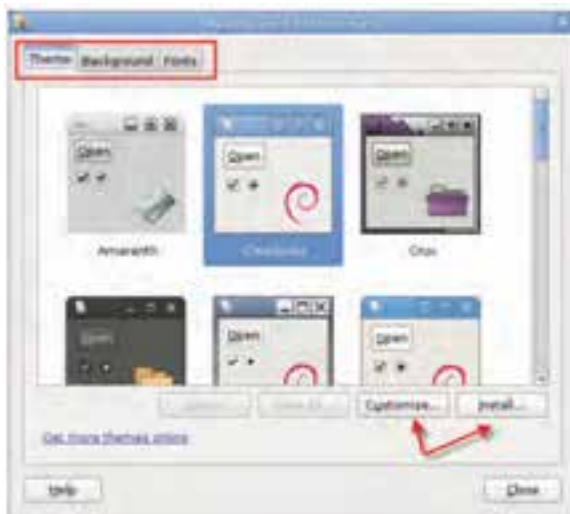 Theme Background Fonts
Open
Open
Open
Amaranth
Clearlooks
Crux
Open
Open
Open
Customize...
Install...
Get more themes online
Help
Close